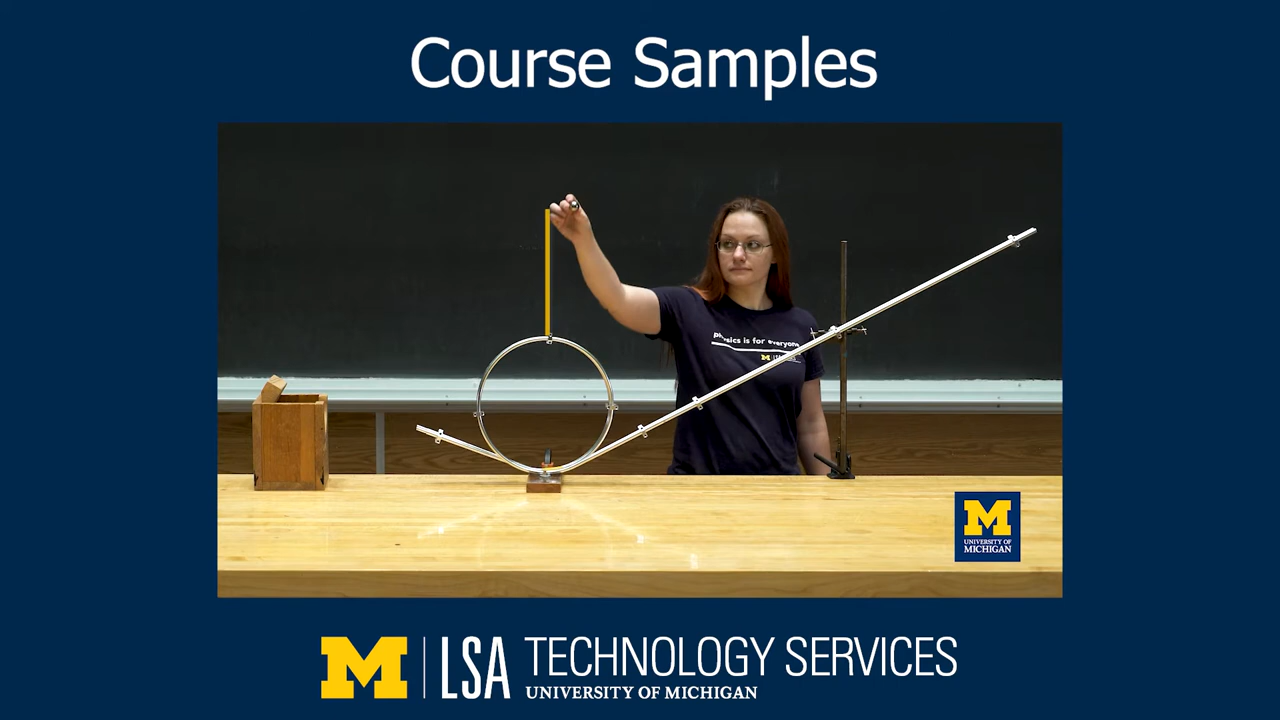 Course Samples
physics is for everyone
M
UNIVERSITY OF
MICHIGAN
M LSA TECHNOLOGY SERVICES
UNIVERSITY OF MICHIGAN